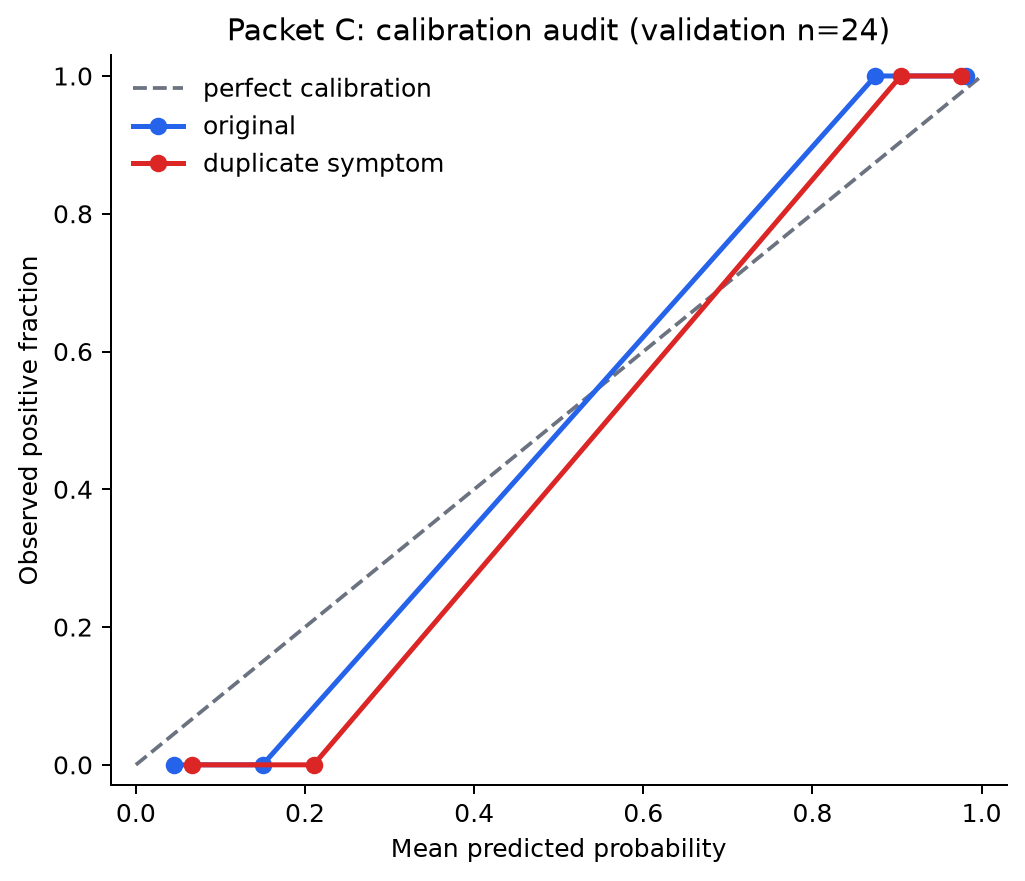 Packet C: calibration audit (validation n=24)
perfect calibration
original
duplicate symptom
Observed positive fraction
1.0
0.8
0.6
0.4
0.2
0.0
0.0 0.2 0.4 0.6 0.8 1.0
Mean predicted probability